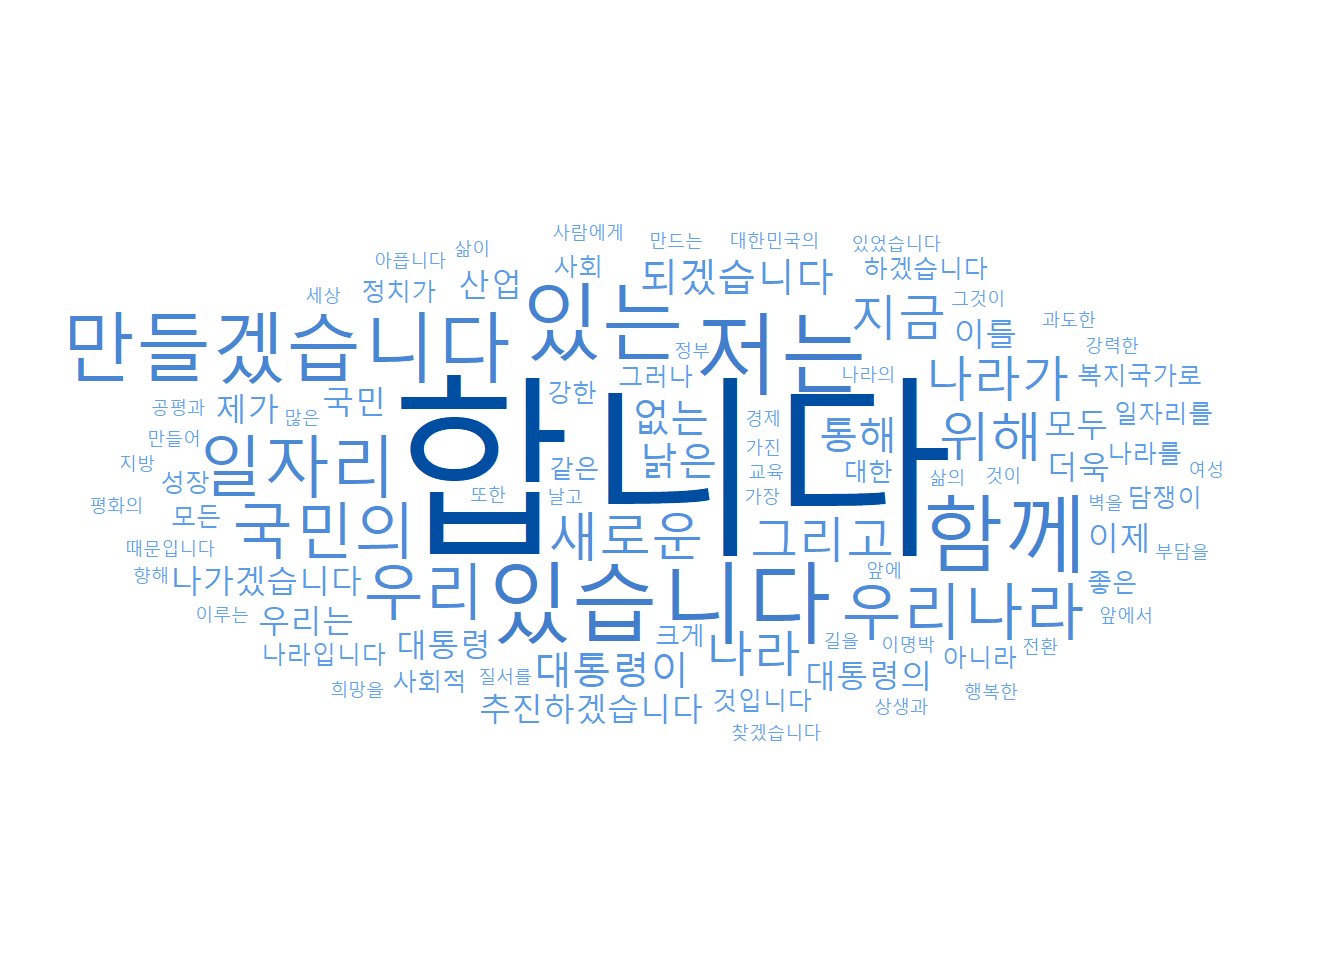 사람에게 만드는 대한민국의 있었습니다
아픕니다 삶이 사회 되겠습니다 하겠습니다
세상 정치가 산업 있는 지금 그것이
만들겠습니다 정부 저는 이를 과도한
강력한
공평과 제가 많은 국민 강한 그러나 나라의 나라가 복지국가로
만들어 없는 경제 통해 위해 모두 일자리를
지방 일자리 합니다 낡은 가진 나라를
성장 같은 교육 대한 삶의 것이 더욱 여성
평화의 모든 또한 날고 가장 벽을 담쟁이
때문입니다 국민의 새로운 그리고 함께 이제 부담을
향해 나가겠습니다 우리 있습니다 앞에 좋은
이루는 우리는 우리나라 앞에서
나라입니다 대통령 크게 나라 길을 이명박 아니라 전환
희망을 사회적 질서를 대통령이 대통령의 행복한
추진하겠습니다 것입니다 상생과
찾겠습니다